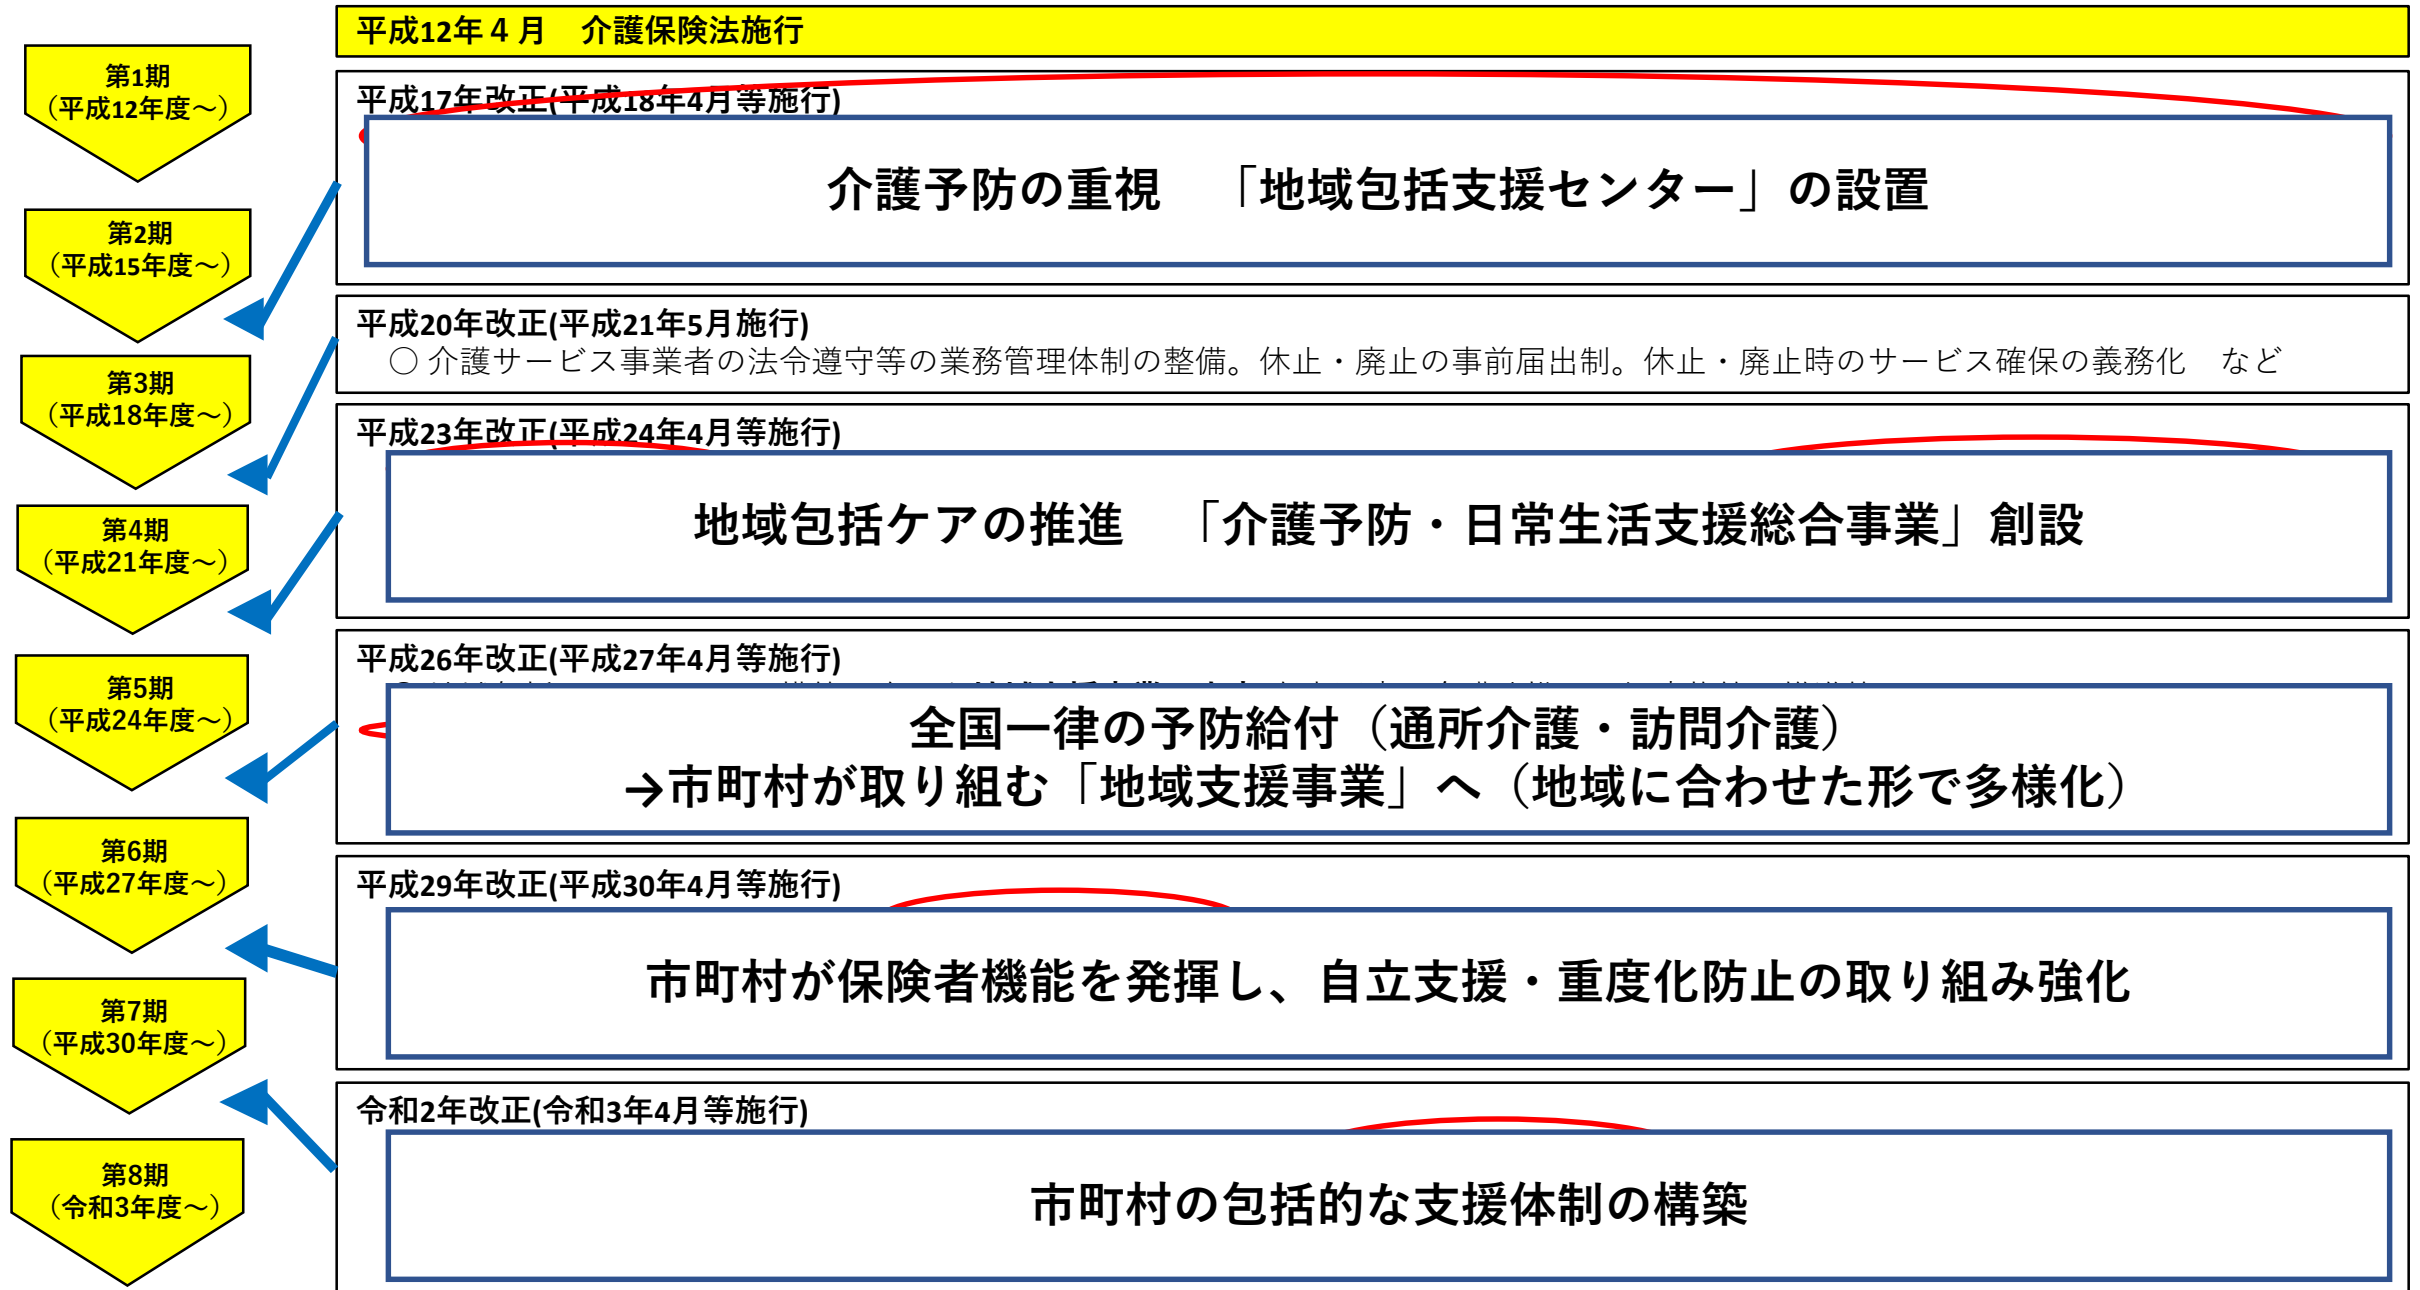 平成12年４月　介護保険法施行
第1期
（平成12年度～）
平成17年改正(平成18年4月等施行)
介護予防の重視　「地域包括支援センター」の設置
第2期
（平成15年度～）
平成20年改正(平成21年5月施行)
○ 介護サービス事業者の法令遵守等の業務管理体制の整備。休止・廃止の事前届出制。休止・廃止時のサービス確保の義務化　など
第3期
（平成18年度～）
平成23年改正(平成24年4月等施行)
地域包括ケアの推進　「介護予防・日常生活支援総合事業」創設
第4期
（平成21年度～）
平成26年改正(平成27年4月等施行)
全国一律の予防給付（通所介護・訪問介護）
→市町村が取り組む「地域支援事業」へ（地域に合わせた形で多様化）
第5期
（平成24年度～）
第6期
（平成27年度～）
平成29年改正(平成30年4月等施行)
市町村が保険者機能を発揮し、自立支援・重度化防止の取り組み強化
第7期
（平成30年度～）
令和2年改正(令和3年4月等施行)
市町村の包括的な支援体制の構築
第8期
（令和3年度～）